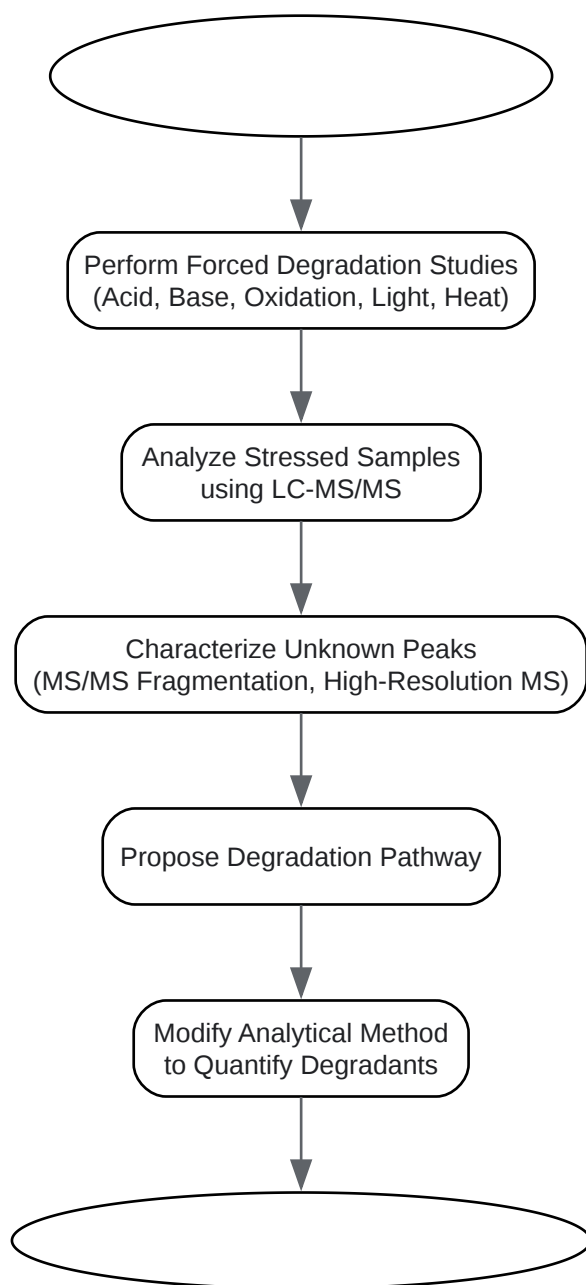 Perform Forced Degradation Studies
(Acid, Base, Oxidation, Light, Heat)
Analyze Stressed Samples
using LC-MS/MS
Characterize Unknown Peaks
(MS/MS Fragmentation, High-Resolution MS)
Propose Degradation Pathway
Modify Analytical Method
to Quantify Degradants